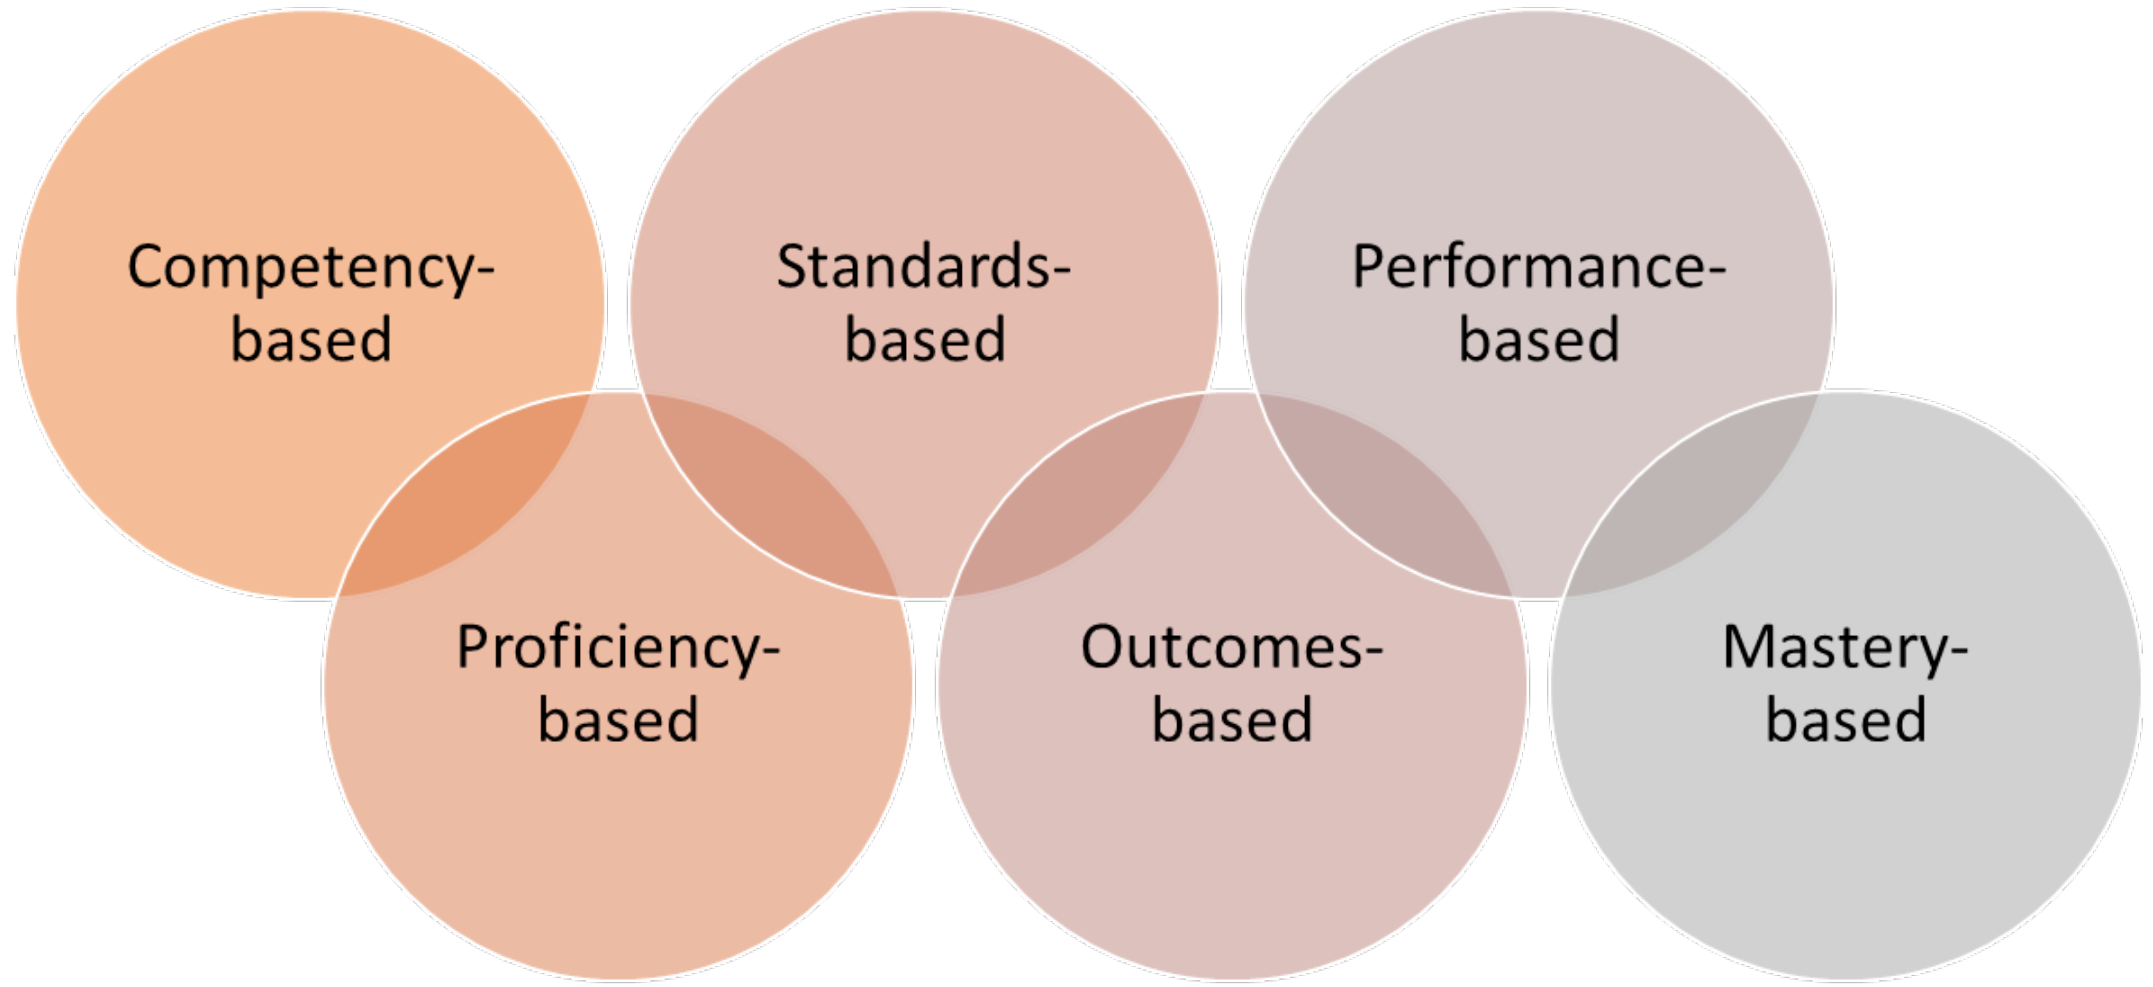 Competency-
based
Standards-
based
Performance-
based
Proficiency-
based
Outcomes-
based
Mastery-
based